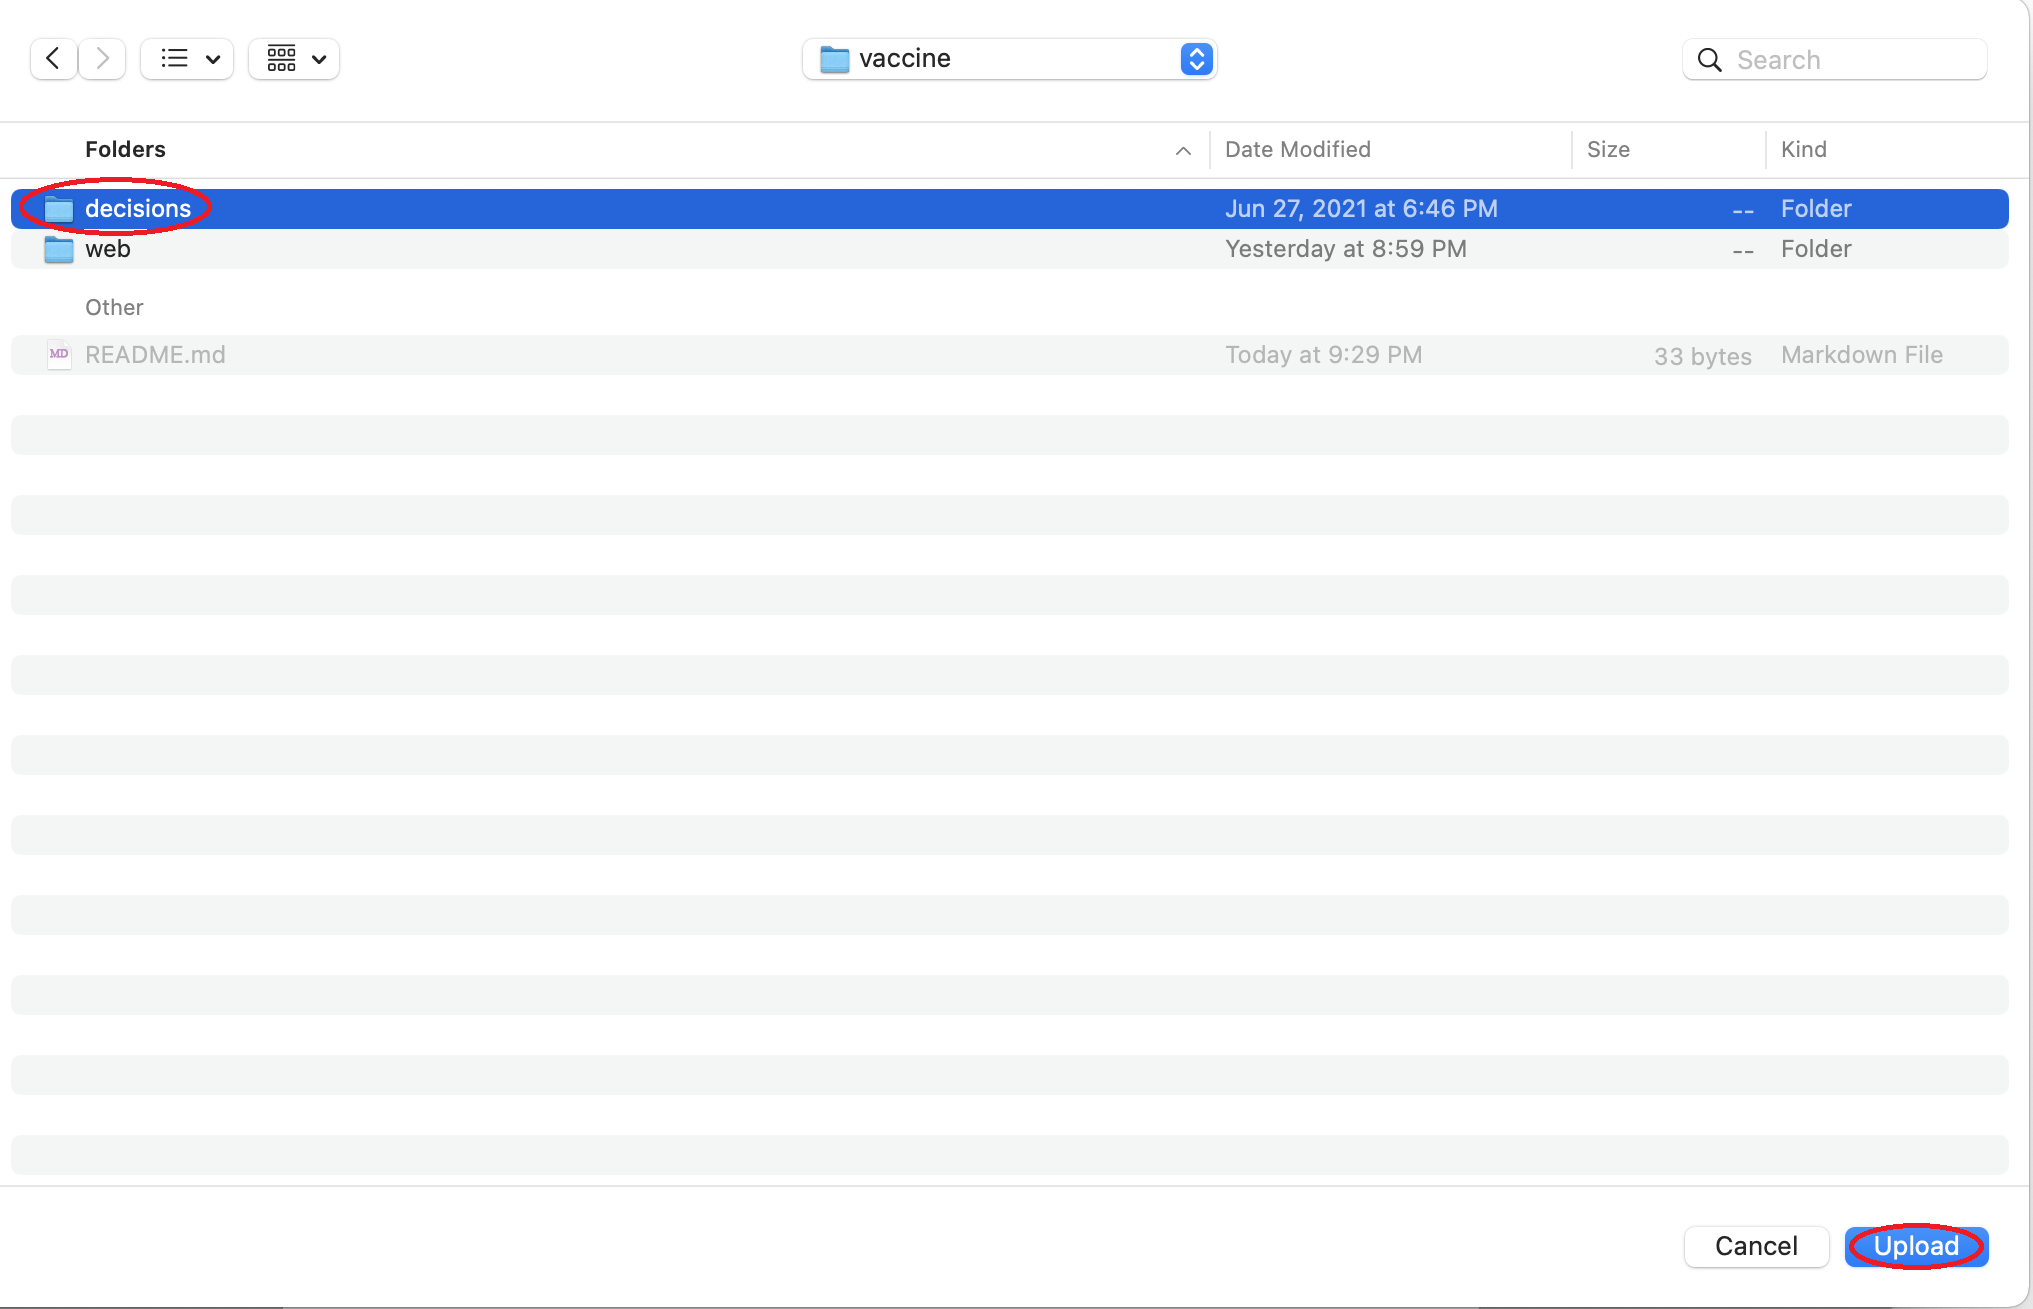 vaccine
Search
Folders Date Modified Size Kind
decisions Jun 27, 2021 at 6:46 PM -- Folder
web Yesterday at 8:59 PM -- Folder
Other
MD README.md Today at 9:29 PM 33 bytes Markdown File
Cancel Upload